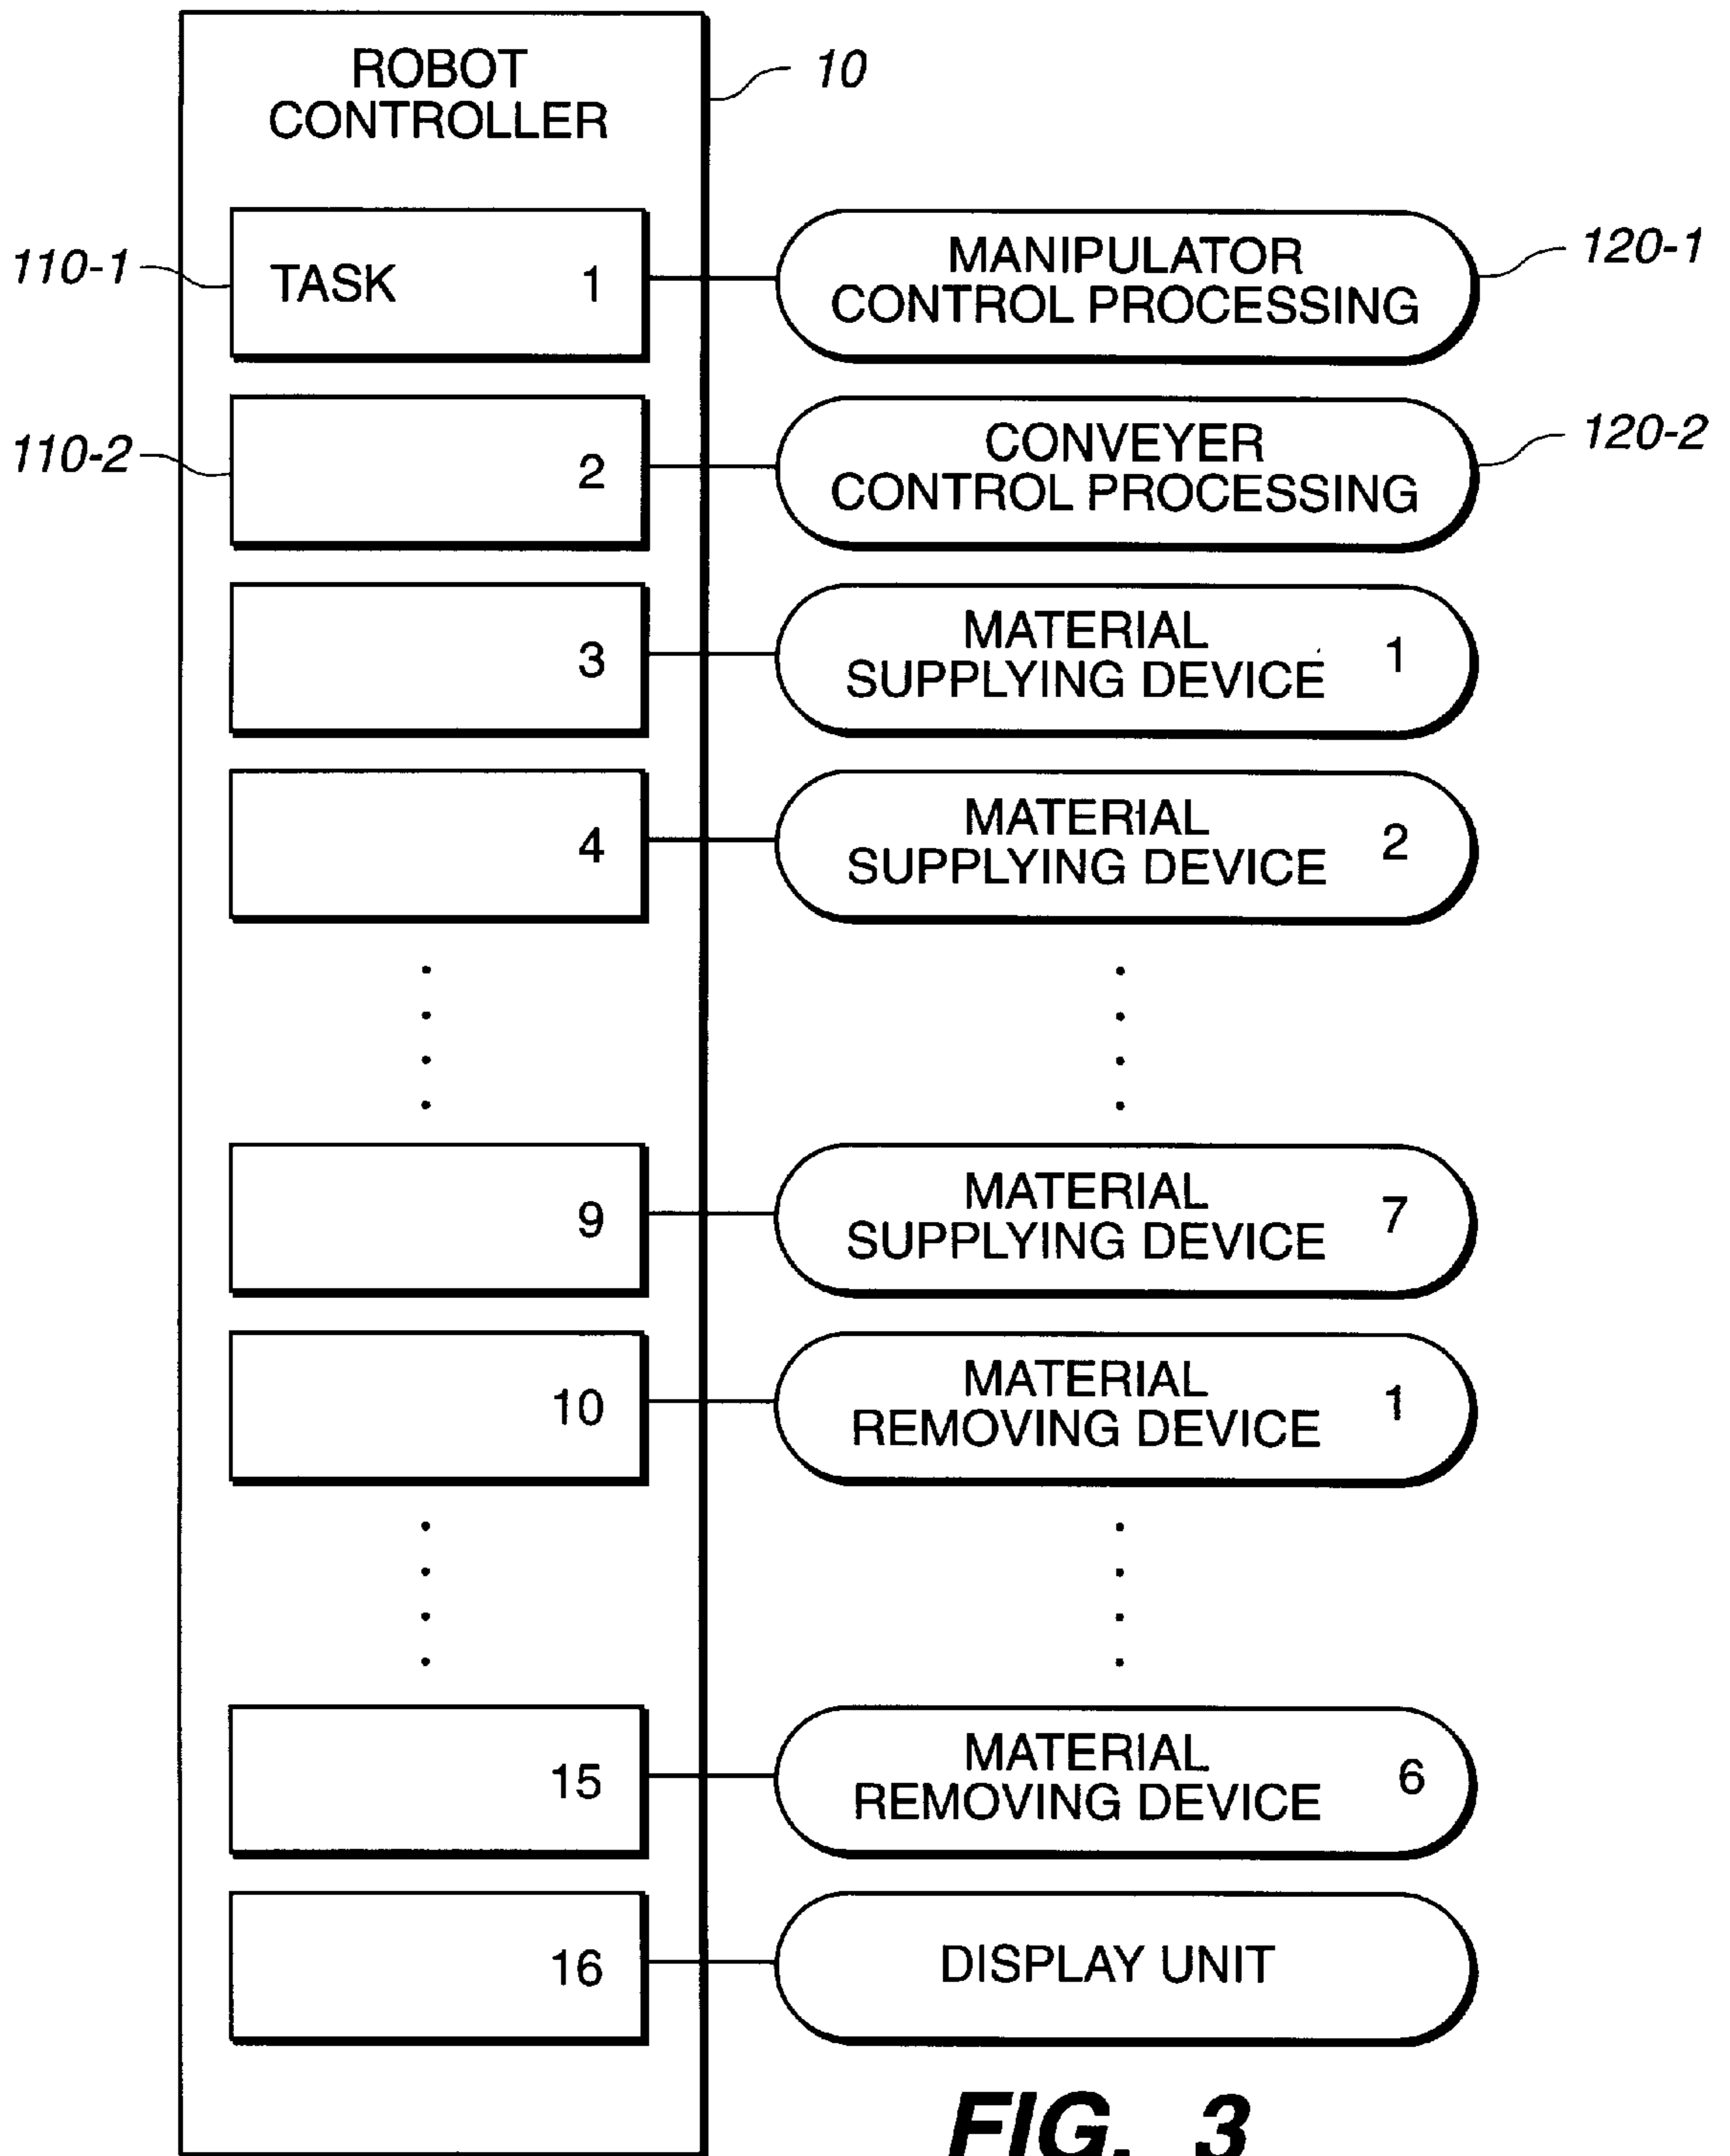 ROBOT
CONTROLLER
10
110-1
TASK 1
MANIPULATOR
CONTROL PROCESSING
120-1
110-2
2
CONVEYER
CONTROL PROCESSING
120-2
3
MATERIAL
SUPPLYING DEVICE 1
4
MATERIAL
SUPPLYING DEVICE 2
9
MATERIAL
SUPPLYING DEVICE 7
10
MATERIAL
REMOVING DEVICE 1
15
MATERIAL
REMOVING DEVICE 6
16
DISPLAY UNIT
FIG. 3